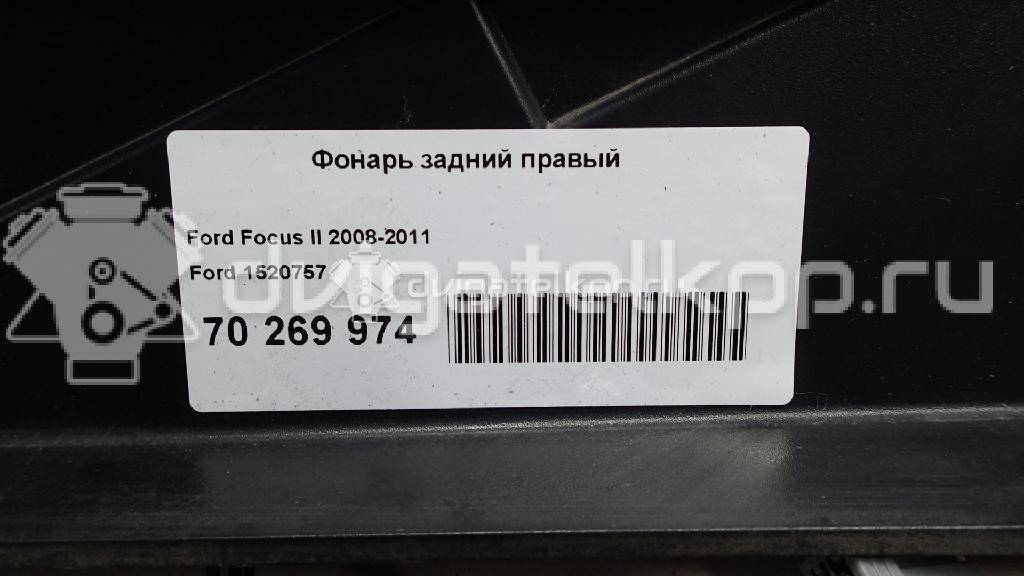 Фонарь задний правый
Ford Focus II 2008-2011
Ford 1520757
dvigatelkop.ru
70 269 974